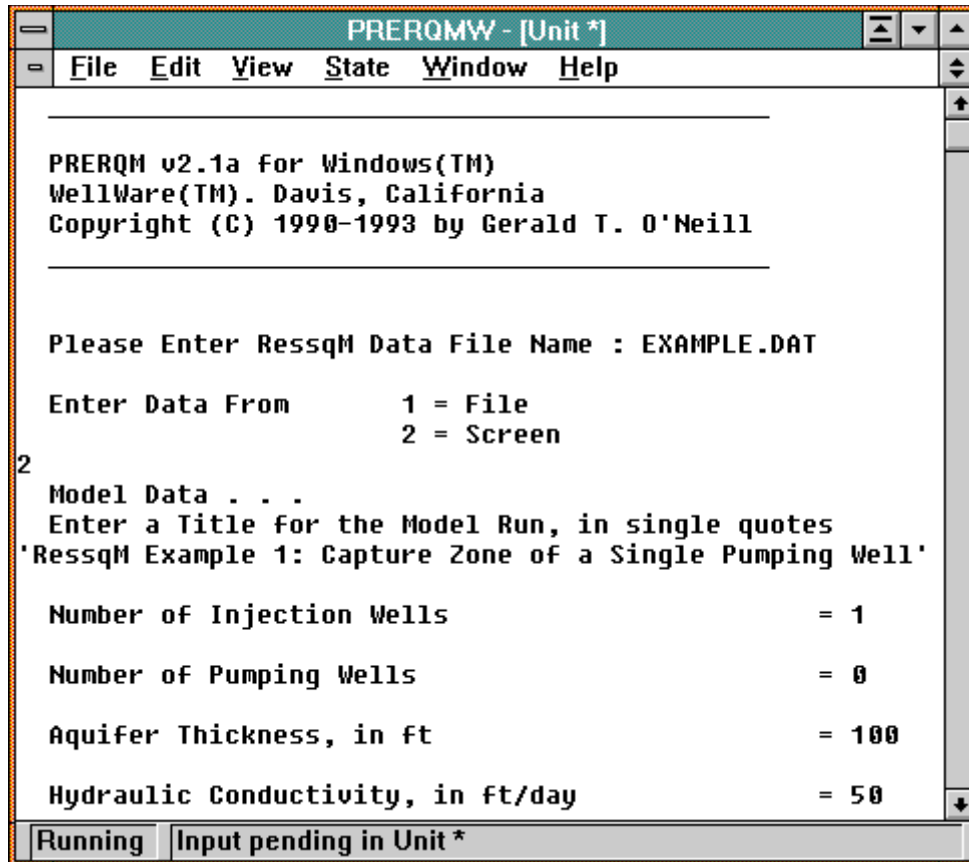 PRERQMW - [Unit *]
File Edit View State Window Help
PRERQM v2.1a for Windows(TM)
WellWare(TM). Davis, California
Copyright (C) 1990-1993 by Gerald T. O'Neill
Please Enter RessqM Data File Name : EXAMPLE.DAT
Enter Data From 1 = File
2 = Screen
2
Model Data . . .
Enter a Title for the Model Run, in single quotes
'RessqM Example 1: Capture Zone of a Single Pumping Well'
Number of Injection Wells = 1
Number of Pumping Wells = 0
Aquifer Thickness, in ft = 100
Hydraulic Conductivity, in ft/day = 50
Running Input pending in Unit *